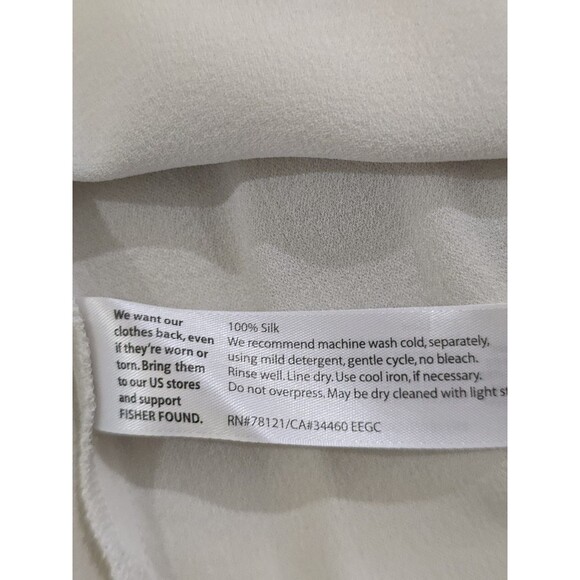 We want our
clothes back, even
if they're worn or
torn. Bring them
to our US stores
and support
FISHER FOUND.
100% Silk
We recommend machine wash cold, separately,
using mild detergent, gentle cycle, no bleach.
Rinse well. Line dry. Use cool iron, if necessary.
Do not overpress. May be dry cleaned with light
RN#78121/CA#34460 EEGC